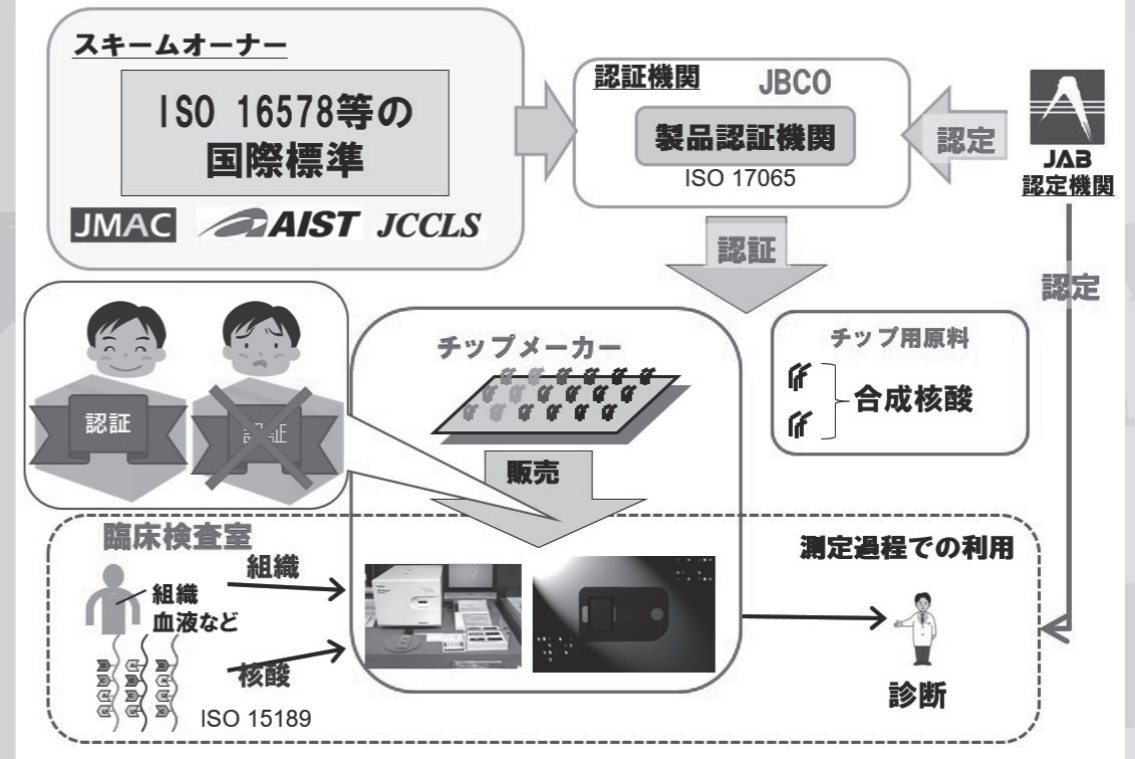 スキームオーナー
ISO 16578等の
国際標準
JMAC
AIST
JCCLS
認証機関
JBCO
製品認証機関
ISO 17065
認定
JAB
認定機関
認証
認定
認証
認証
チップメーカー
販売
チップ用原料
合成核酸
臨床検査室
組織
組織
血液など
核酸
ISO 15189
測定過程での利用
診断